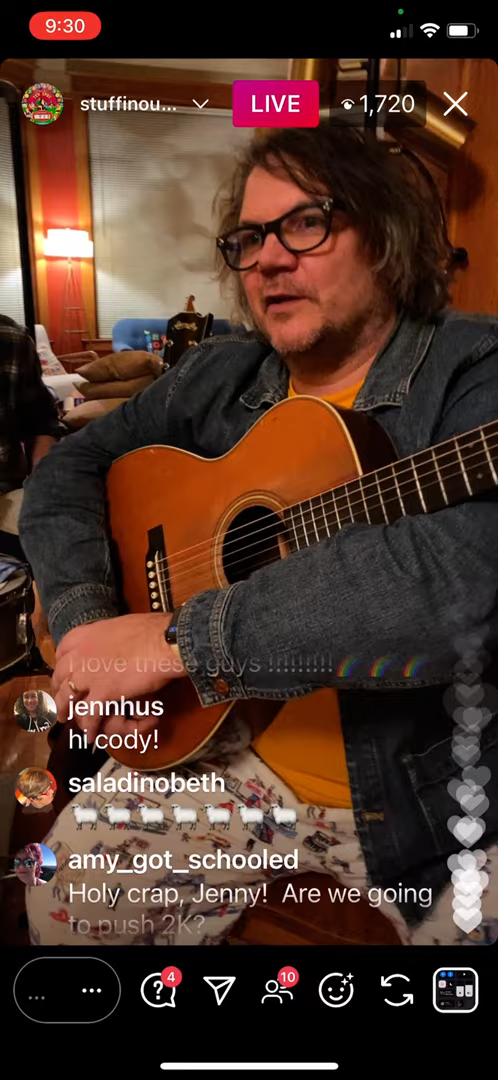 9:30
stuffinou...
LIVE
1,720
I love these guys !!!!!!!!! 🌈 🌈 🌈
jennhus
hi cody!
saladinobeth
🐑🐑🐑🐑🐑🐑🐑
amy_got_schooled
Holy crap, Jenny!  Are we going
to push 2K?
... ...
4
10